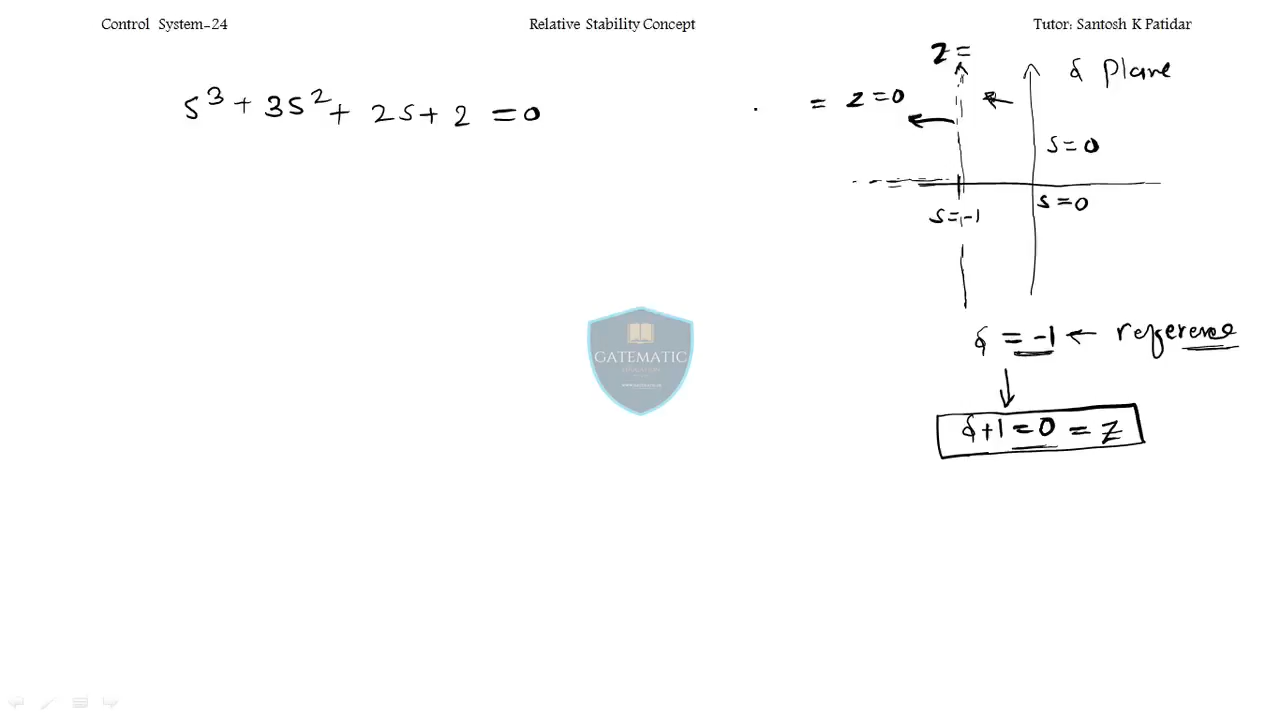 Control System-24
Relative Stability Concept
Tutor: Santosh K Patidar
s³ + 3s² + 2s + 2 = 0
z =
s plane
= z = 0
s = 0
s = -1
s = 0
s = -1 ← reference
s+1 = 0 = z
GATEMATIC
EDUCATION